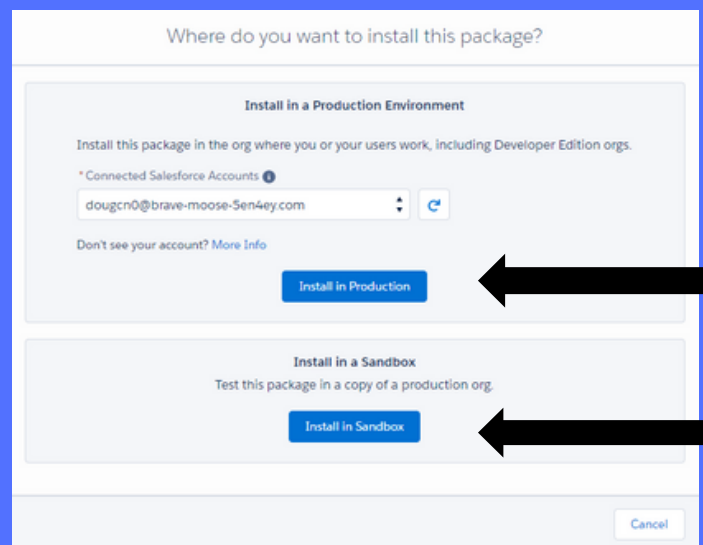 Where do you want to install this package?
Install in a Production Environment
Install this package in the org where you or your users work, including Developer Edition orgs.
* Connected Salesforce Accounts
dougcn0@brave-moose-5en4ey.com
Don't see your account? More Info
Install in Production
Install in a Sandbox
Test this package in a copy of a production org.
Install in Sandbox
Cancel